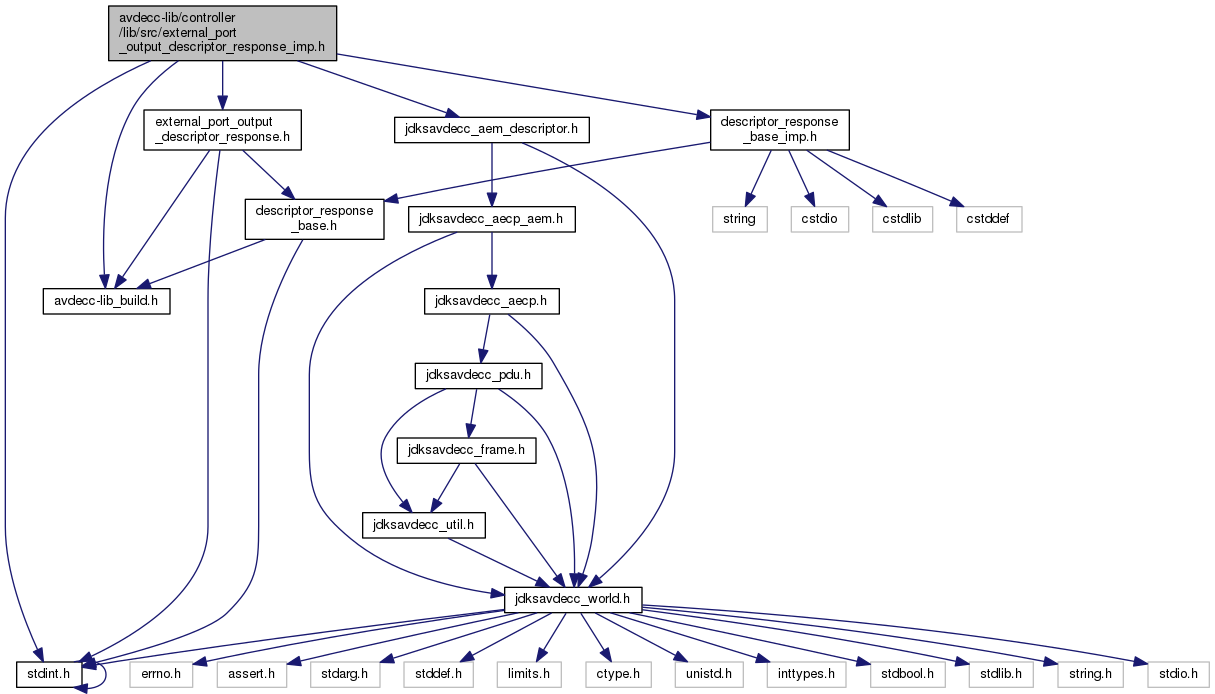 avdecc-lib/controller
/lib/src/external_port
_output_descriptor_response_imp.h
external_port_output
_descriptor_response.h
jdksavdecc_aem_descriptor.h
descriptor_response
_base_imp.h
descriptor_response
_base.h
jdksavdecc_aecp_aem.h
string
cstdio
cstdlib
cstddef
avdecc-lib_build.h
jdksavdecc_aecp.h
jdksavdecc_pdu.h
jdksavdecc_frame.h
jdksavdecc_util.h
jdksavdecc_world.h
stdint.h
errno.h
assert.h
stdarg.h
stddef.h
limits.h
ctype.h
unistd.h
inttypes.h
stdbool.h
stdlib.h
string.h
stdio.h